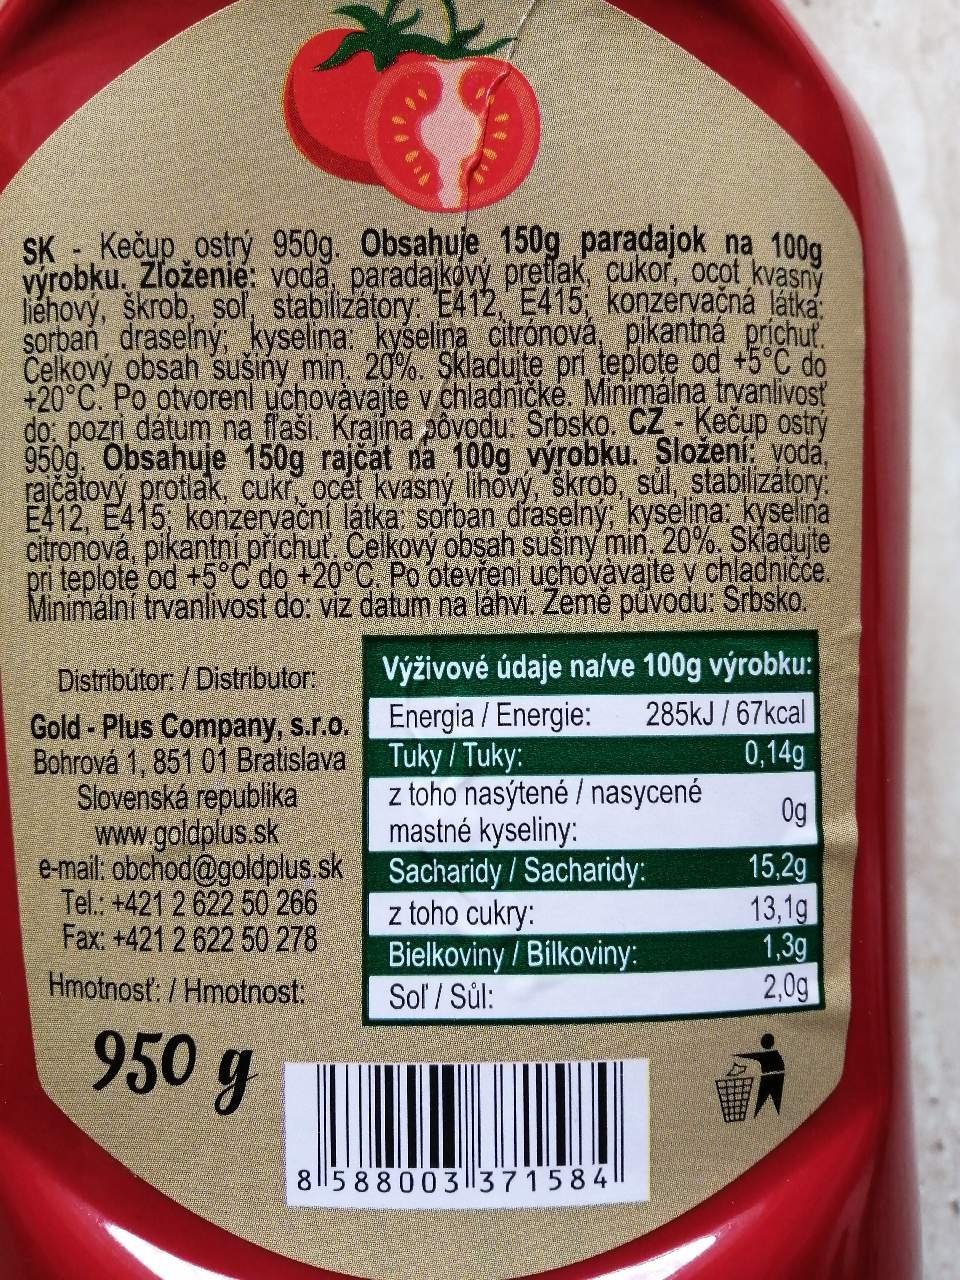 SK - Kečup ostrý 950g. Obsahuje 150g paradajok na 100g
výrobku. Zloženie: voda, paradajkový pretlak, cukor, ocot kvasný
liehový, škrob, soľ, stabilizátory: E412, E415; konzervačná látka:
sorban draselný; kyselina: kyselina citrónová, pikantná príchuť.
Celkový obsah sušiny min. 20%. Skladujte pri teplote od +5°C do
+20°C. Po otvorení uchovávajte v chladničke. Minimálna trvanlivosť
do: pozri dátum na fľaši. Krajina pôvodu: Srbsko. CZ - Kečup ostrý
950g. Obsahuje 150g rajčat na 100g výrobku. Složení: voda,
rajčatový protlak, cukr, ocet kvasný lihový, škrob, sůl, stabilizátory:
E412, E415; konzervační látka: sorban draselný; kyselina: kyselina
citronová, pikantní příchuť. Celkový obsah sušiny min. 20%. Skladujte
pri teplote od +5°C do +20°C. Po otevření uchovávajte v chladničče.
Minimální trvanlivost do: viz datum na láhvi. Země původu: Srbsko.
Distribútor: / Distributor:
Gold - Plus Company, s.r.o.
Bohrová 1, 851 01 Bratislava
Slovenská republika
www.goldplus.sk
e-mail: obchod@goldplus.sk
Tel.: +421 2 622 50 266
Fax: +421 2 622 50 278
Hmotnosť: / Hmotnost:
950 g
Výživové údaje na/ve 100g výrobku:
Energia / Energie: 285kJ / 67kcal
Tuky / Tuky: 0,14g
z toho nasýtené / nasycené
mastné kyseliny: 0g
Sacharidy / Sacharidy: 15,2g
z toho cukry: 13,1g
Bielkoviny / Bílkoviny: 1,3g
Soľ / Sůl: 2,0g
8 588003 371584